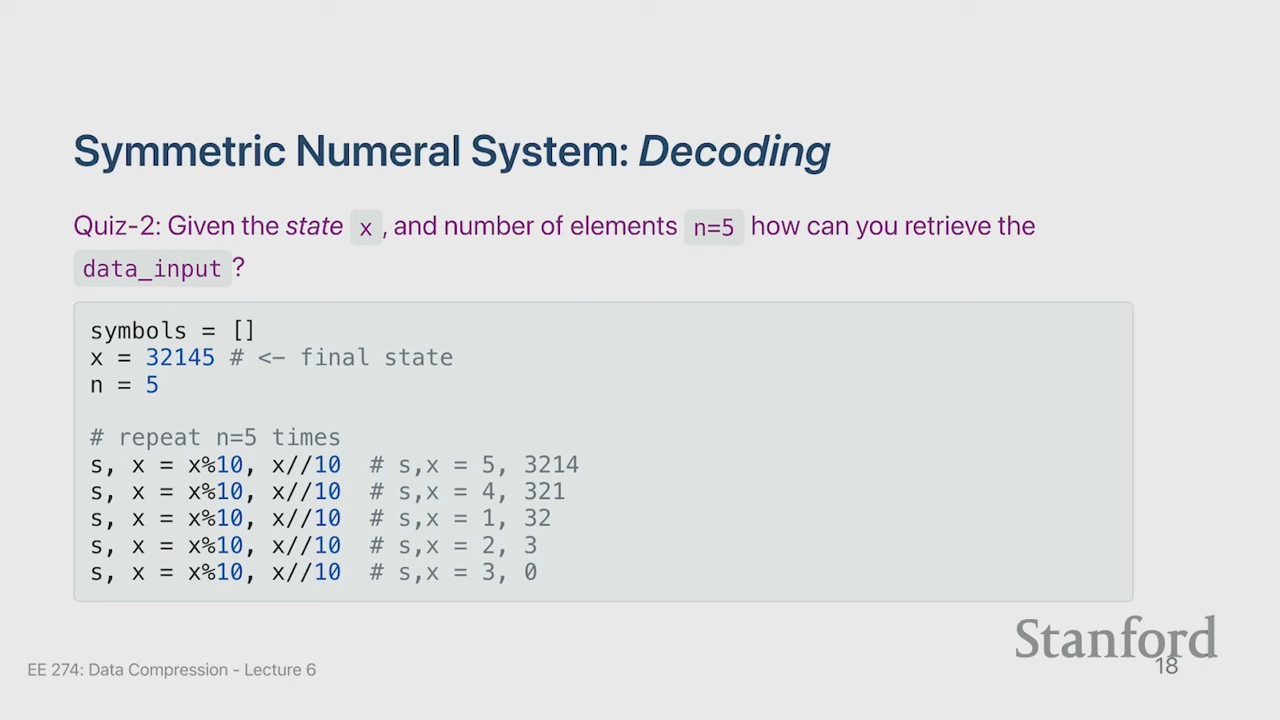 Symmetric Numeral System: Decoding
Quiz-2: Given the state x, and number of elements n=5 how can you retrieve the
data_input?
symbols = []
x = 32145 # <- final state
n = 5
# repeat n=5 times
s, x = x%10, x//10  # s,x = 5, 3214
s, x = x%10, x//10  # s,x = 4, 321
s, x = x%10, x//10  # s,x = 1, 32
s, x = x%10, x//10  # s,x = 2, 3
s, x = x%10, x//10  # s,x = 3, 0
Stanford
EE 274: Data Compression - Lecture 6
18